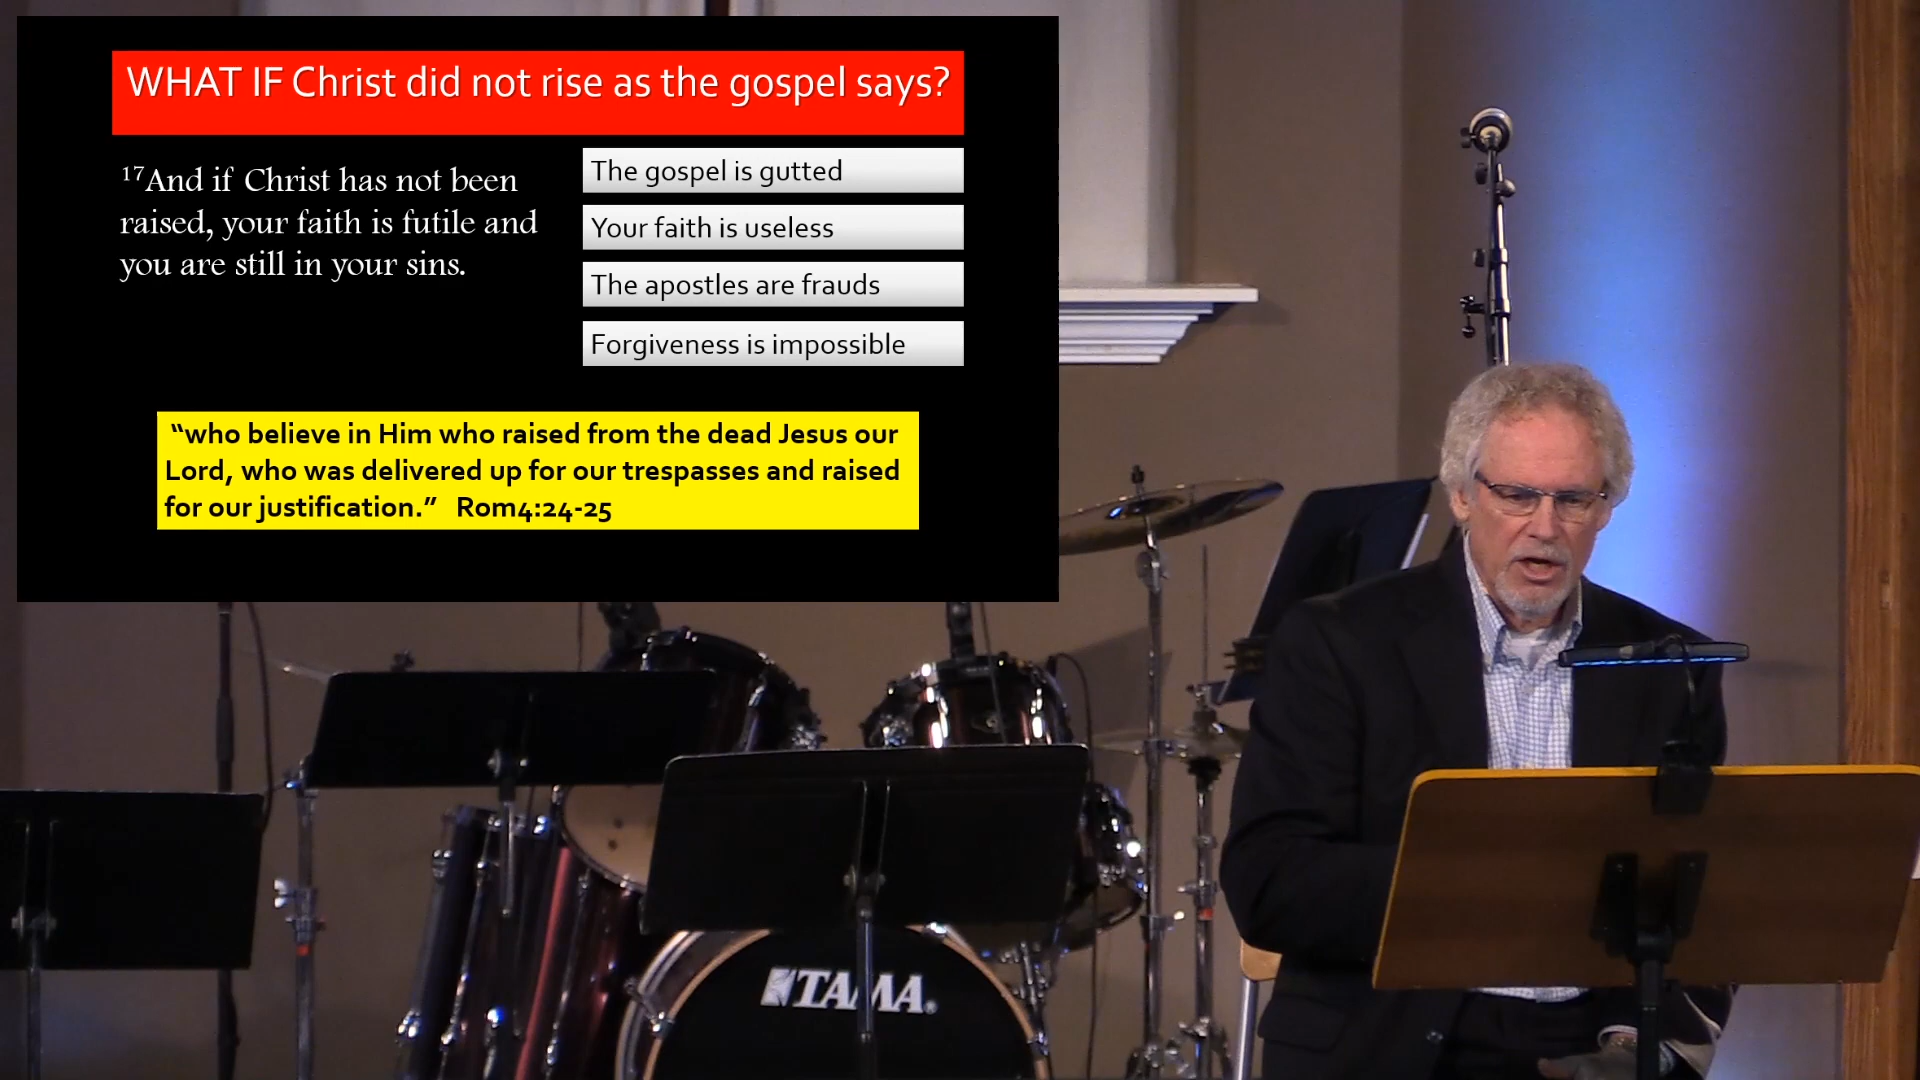 WHAT IF Christ did not rise as the gospel says?
¹⁷And if Christ has not been
raised, your faith is futile and
you are still in your sins.
The gospel is gutted
Your faith is useless
The apostles are frauds
Forgiveness is impossible
“who believe in Him who raised from the dead Jesus our
Lord, who was delivered up for our trespasses and raised
for our justification.” Rom4:24-25
TAMA®